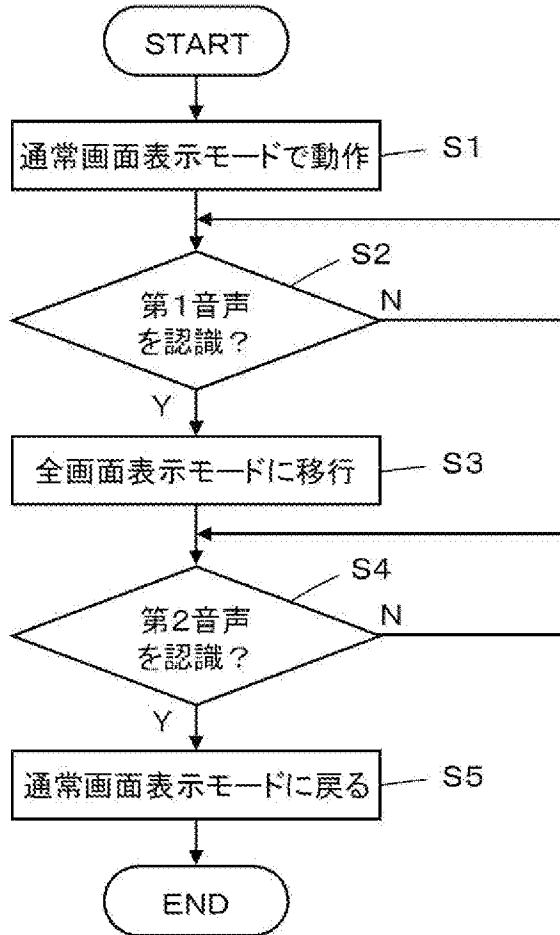 START
通常画面表示モードで動作
S1
S2
第1音声
を認識?
N
Y
全画面表示モードに移行
S3
S4
第2音声
を認識?
N
Y
通常画面表示モードに戻る
S5
END